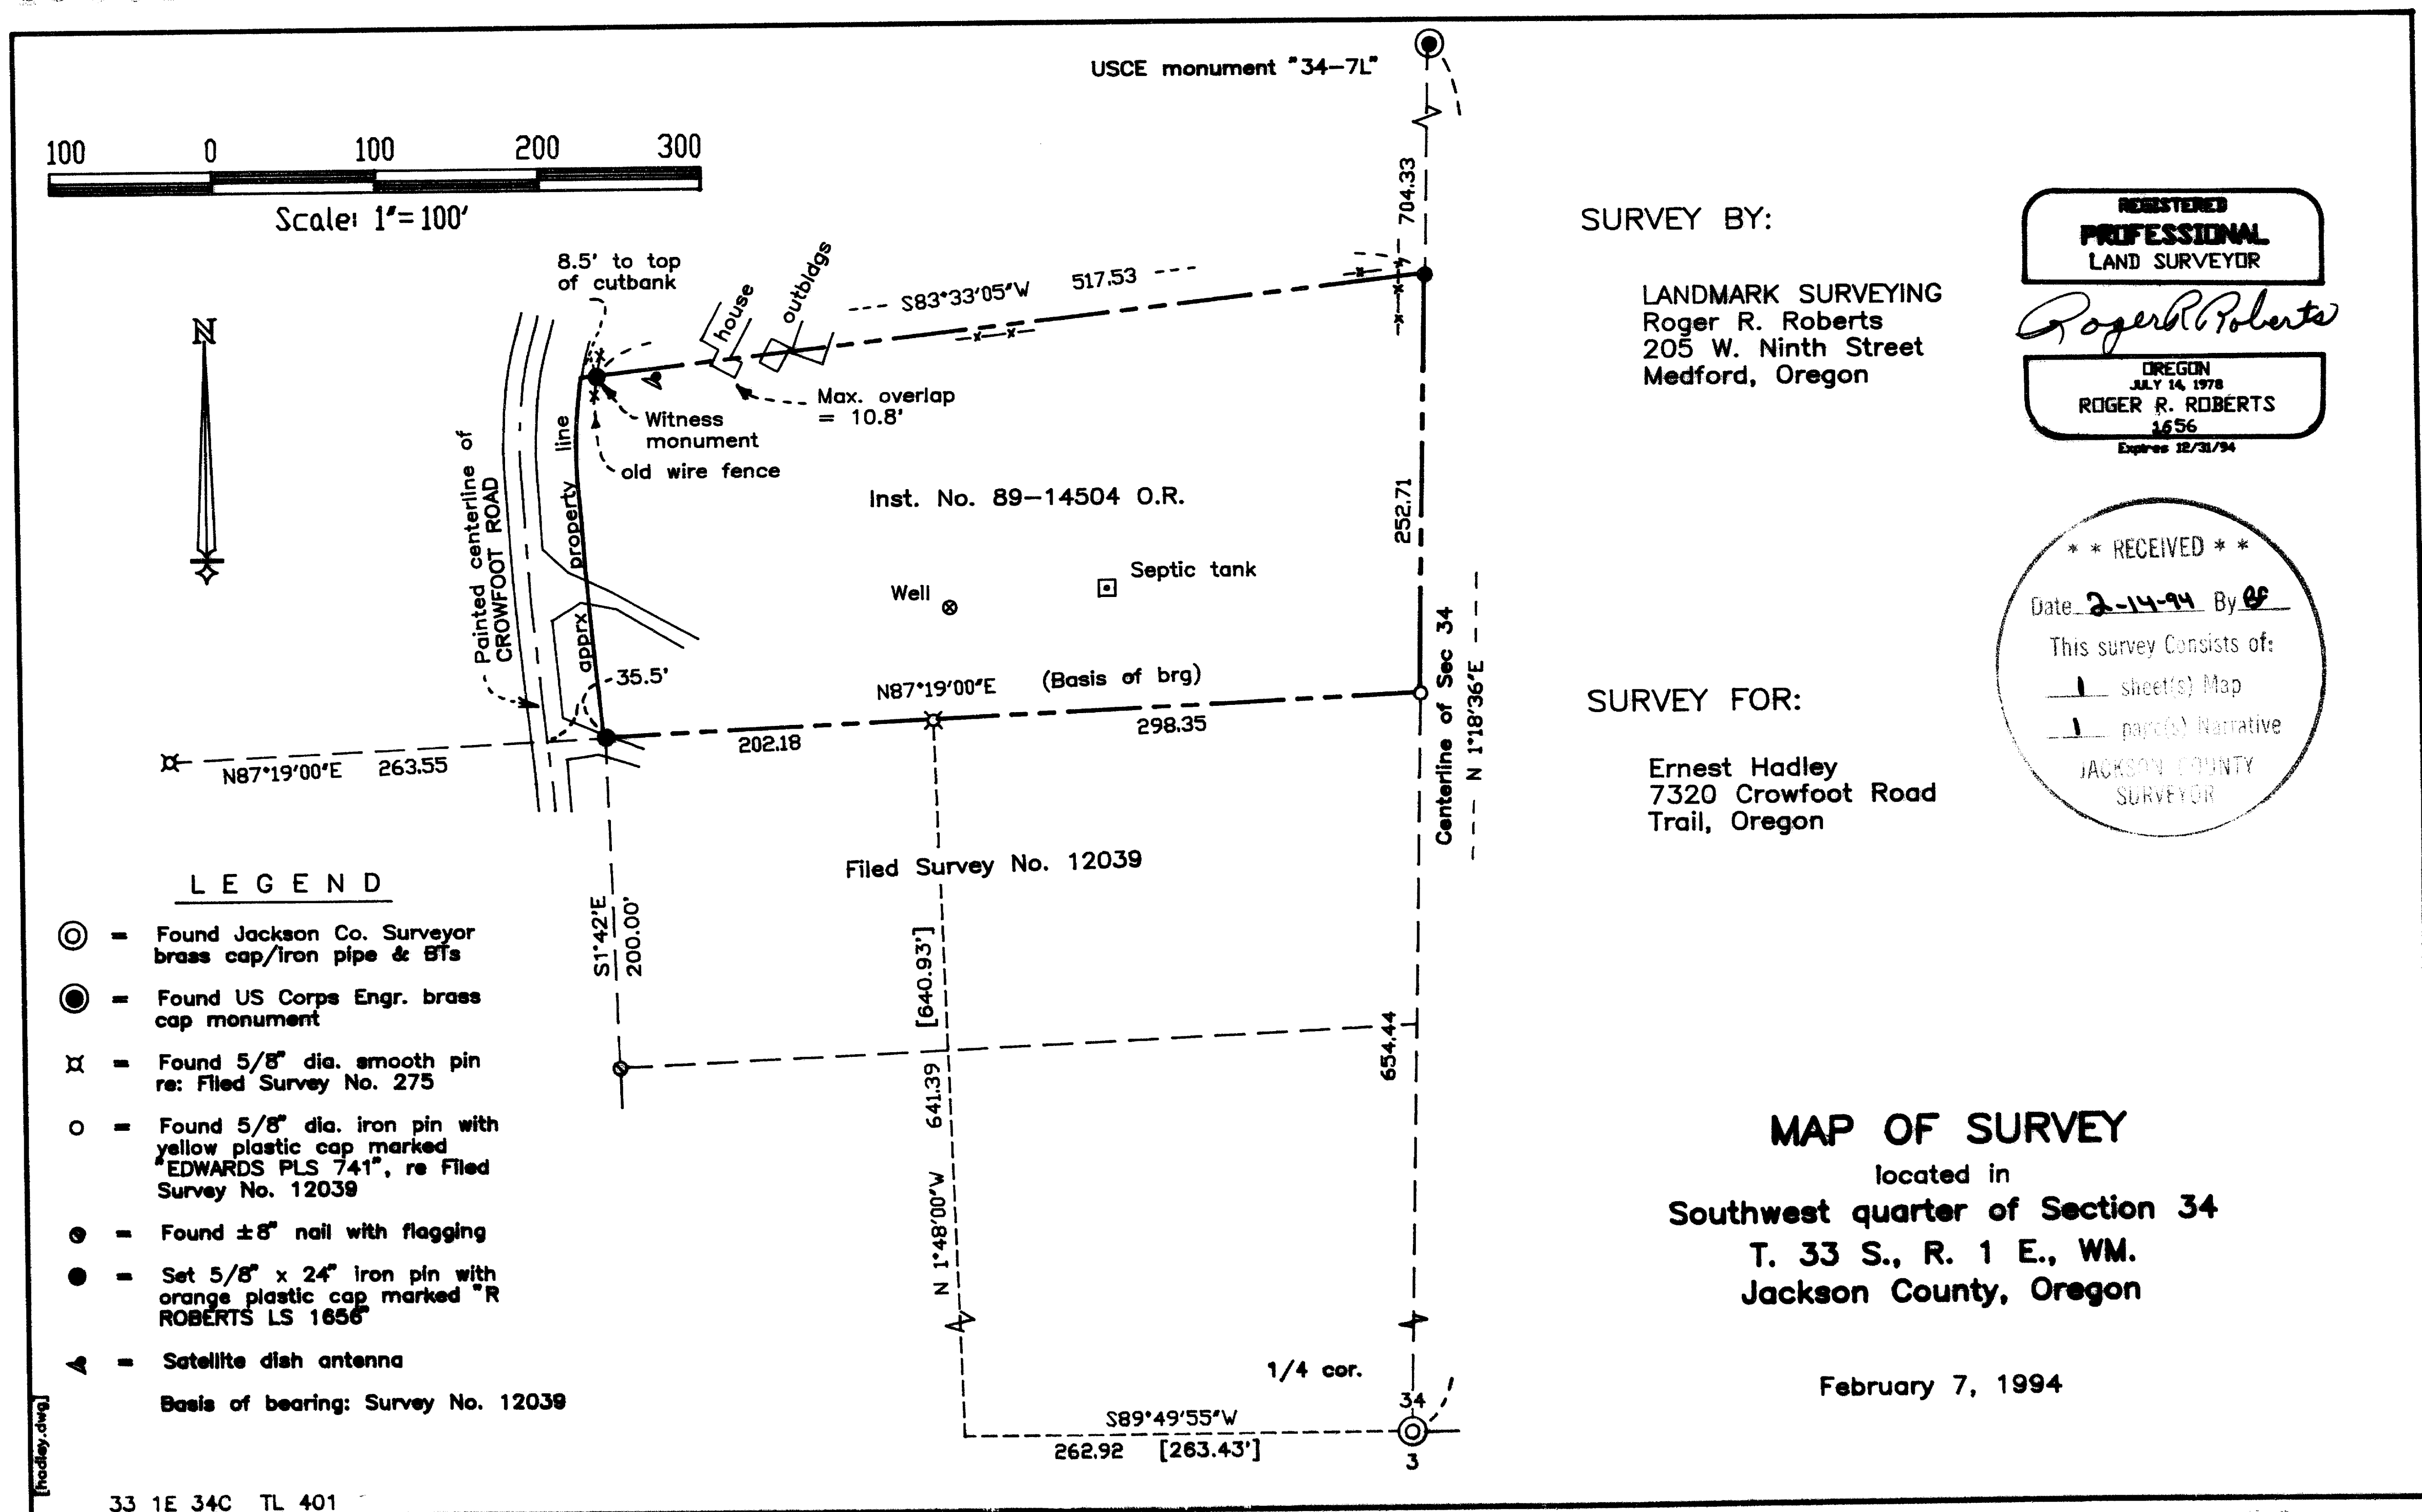 USCE monument "34-7L"
100 0 100 200 300
Scale: 1"=100'
704.33
8.5' to top
of cutbank
house
outbldgs
S83°33'05"W 517.53
N
Max. overlap
= 10.8'
Witness
monument
old wire fence
apprx property line
Painted centerline of
CROWFOOT ROAD
Inst. No. 89-14504 O.R.
252.71
Well
Septic tank
35.5'
N87°19'00"E (Basis of brg)
202.18
298.35
N87°19'00"E 263.55
Centerline of Sec 34
N 1°18'36"E
Filed Survey No. 12039
S1°42'E
200.00'
N 1°48'00"W 641.39 [640.93']
654.44
1/4 cor.
34
3
S89°49'55"W
262.92 [263.43']
SURVEY BY:
LANDMARK SURVEYING
Roger R. Roberts
205 W. Ninth Street
Medford, Oregon
REGISTERED
PROFESSIONAL
LAND SURVEYOR
Roger R Roberts
OREGON
JULY 14, 1978
ROGER R. ROBERTS
1656
Expires 12/31/94
* * RECEIVED * *
Date 2-14-94 By BF
This survey Consists of:
1 sheet(s) Map
1 page(s) Narrative
JACKSON COUNTY
SURVEYOR
SURVEY FOR:
Ernest Hadley
7320 Crowfoot Road
Trail, Oregon
LEGEND
= Found Jackson Co. Surveyor
brass cap/iron pipe & BTs
= Found US Corps Engr. brass
cap monument
= Found 5/8" dia. smooth pin
re: Filed Survey No. 275
= Found 5/8" dia. iron pin with
yellow plastic cap marked
"EDWARDS PLS 741", re Filed
Survey No. 12039
= Found ±8" nail with flagging
= Set 5/8" x 24" iron pin with
orange plastic cap marked "R
ROBERTS LS 1656"
= Satellite dish antenna
Basis of bearing: Survey No. 12039
MAP OF SURVEY
located in
Southwest quarter of Section 34
T. 33 S., R. 1 E., WM.
Jackson County, Oregon
February 7, 1994
[hadley.dwg]
33 1E 34C TL 401